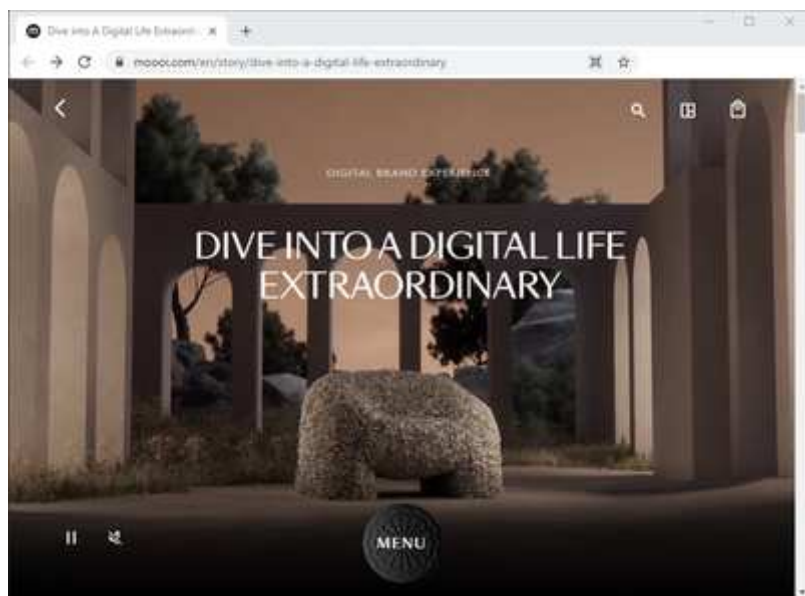 Dive into A Digital Life Extraordi
moooi.com/en/story/dive-into-a-digital-life-extraordinary
DIGITAL BRAND EXPERIENCE
DIVE INTO A DIGITAL LIFE
EXTRAORDINARY
MENU